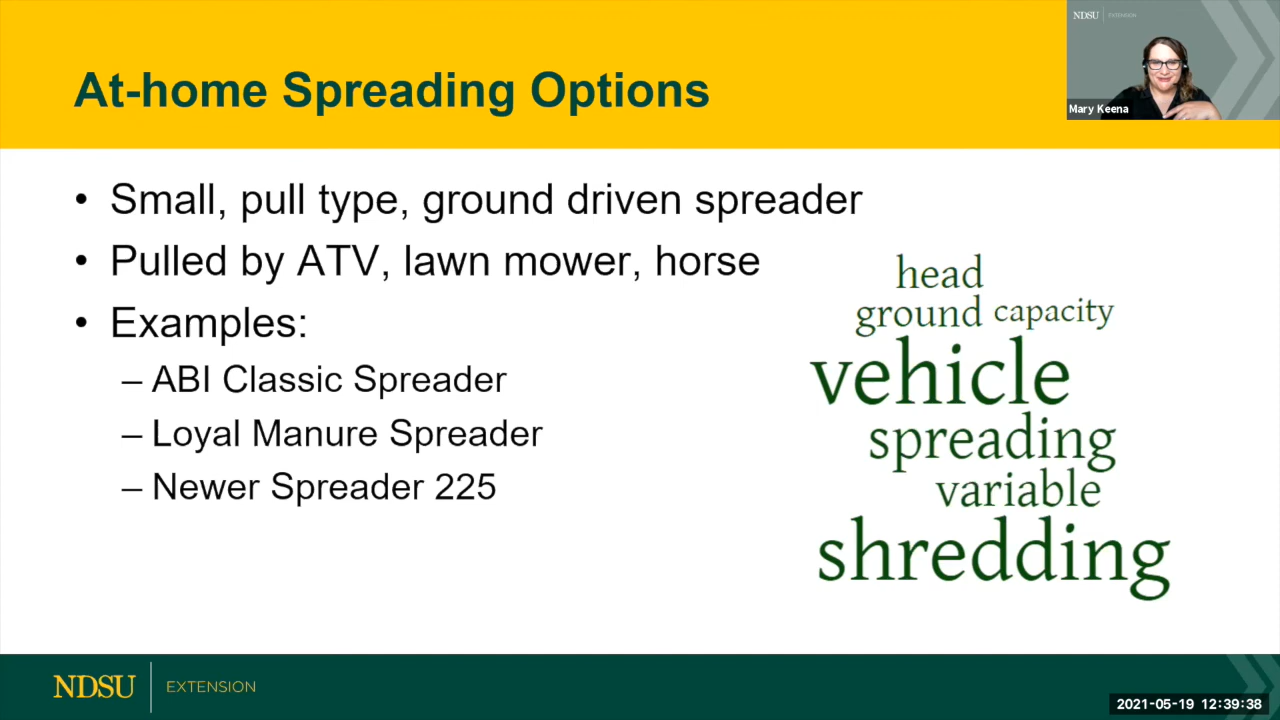 NDSU EXTENSION
Mary Keena
At-home Spreading Options
• Small, pull type, ground driven spreader
• Pulled by ATV, lawn mower, horse
• Examples:
– ABI Classic Spreader
– Loyal Manure Spreader
– Newer Spreader 225
head
ground capacity
vehicle
spreading
variable
shredding
NDSU EXTENSION
2021-05-19 12:39:38